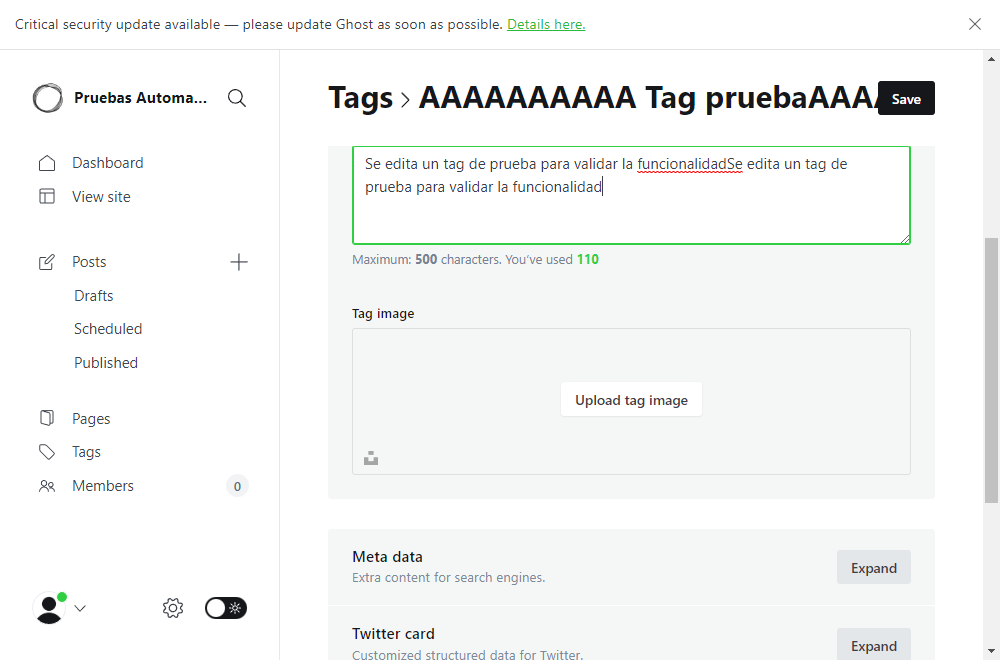 Critical security update available — please update Ghost as soon as possible. Details here.
Pruebas Automa...
Dashboard
View site
Posts
Drafts
Scheduled
Published
Pages
Tags
Members
0
Tags > AAAAAAAAAA Tag pruebaAAAA
Save
Se edita un tag de prueba para validar la funcionalidadSe edita un tag de
prueba para validar la funcionalidad
Maximum: 500 characters. You’ve used 110
Tag image
Upload tag image
Meta data
Extra content for search engines.
Expand
Twitter card
Customized structured data for Twitter.
Expand